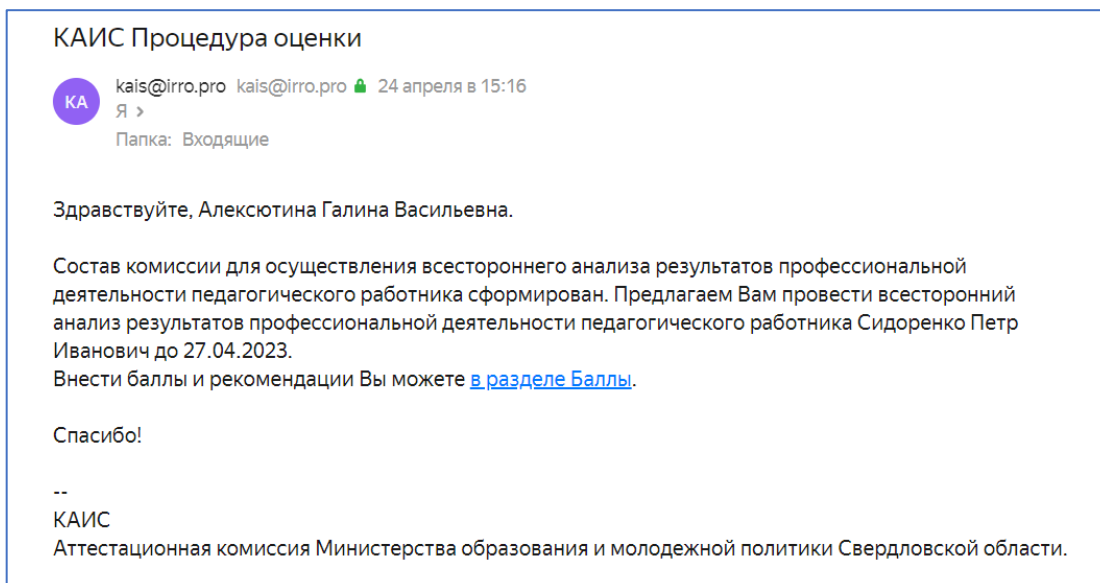 КАИС Процедура оценки
КА
kais@irro.pro kais@irro.pro 24 апреля в 15:16
Я >
Папка: Входящие
Здравствуйте, Алексютина Галина Васильевна.
Состав комиссии для осуществления всестороннего анализа результатов профессиональной
деятельности педагогического работника сформирован. Предлагаем Вам провести всесторонний
анализ результатов профессиональной деятельности педагогического работника Сидоренко Петр
Иванович до 27.04.2023.
Внести баллы и рекомендации Вы можете в разделе Баллы.
Спасибо!
--
КАИС
Аттестационная комиссия Министерства образования и молодежной политики Свердловской области.